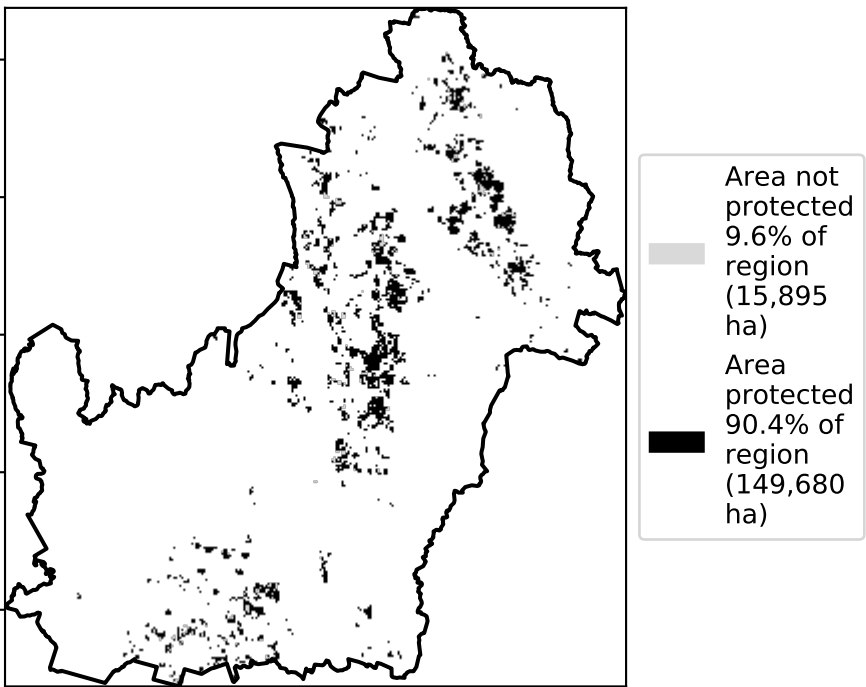 Area not
protected
9.6% of
region
(15,895
ha)
Area
protected
90.4% of
region
(149,680
ha)